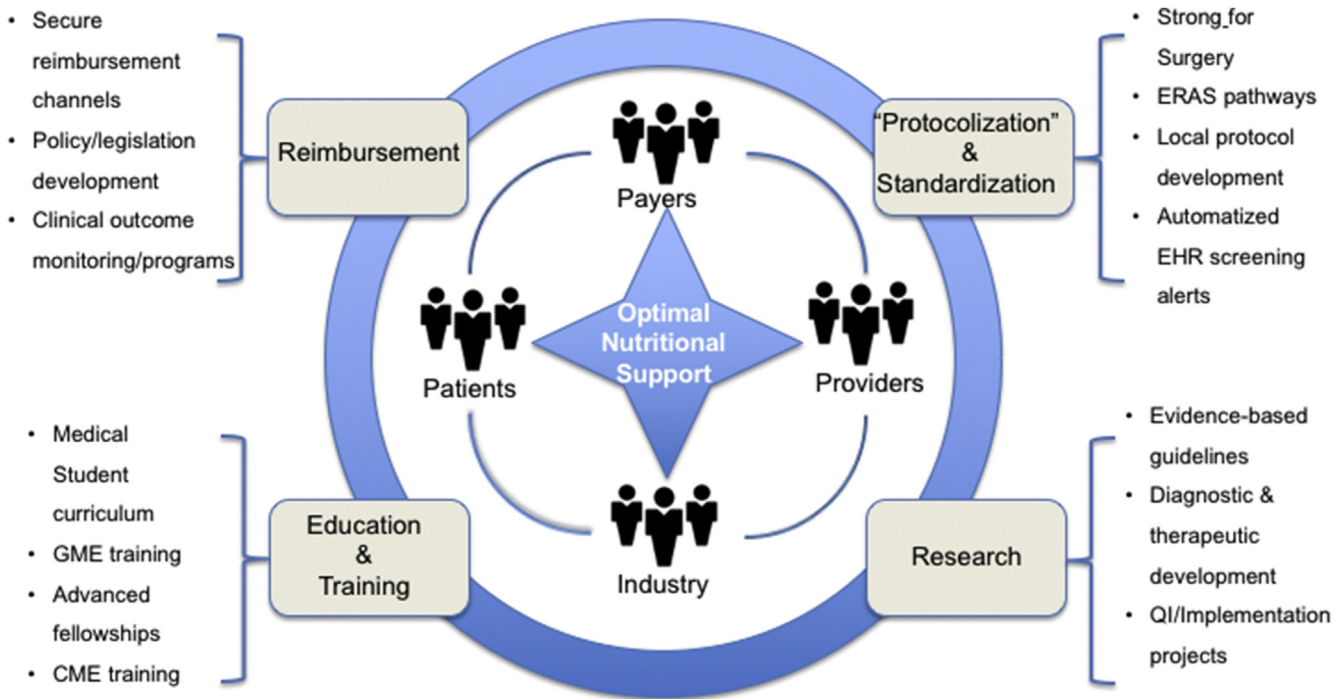 • Secure
reimbursement
channels
• Policy/legislation
development
• Clinical outcome
monitoring/programs
Reimbursement
Payers
“Protocolization”
&
Standardization
• Strong for
Surgery
• ERAS pathways
• Local protocol
development
• Automatized
EHR screening
alerts
Patients
Optimal
Nutritional
Support
Providers
• Medical
Student
curriculum
• GME training
• Advanced
fellowships
• CME training
Education
&
Training
Industry
Research
• Evidence-based
guidelines
• Diagnostic &
therapeutic
development
• QI/Implementation
projects